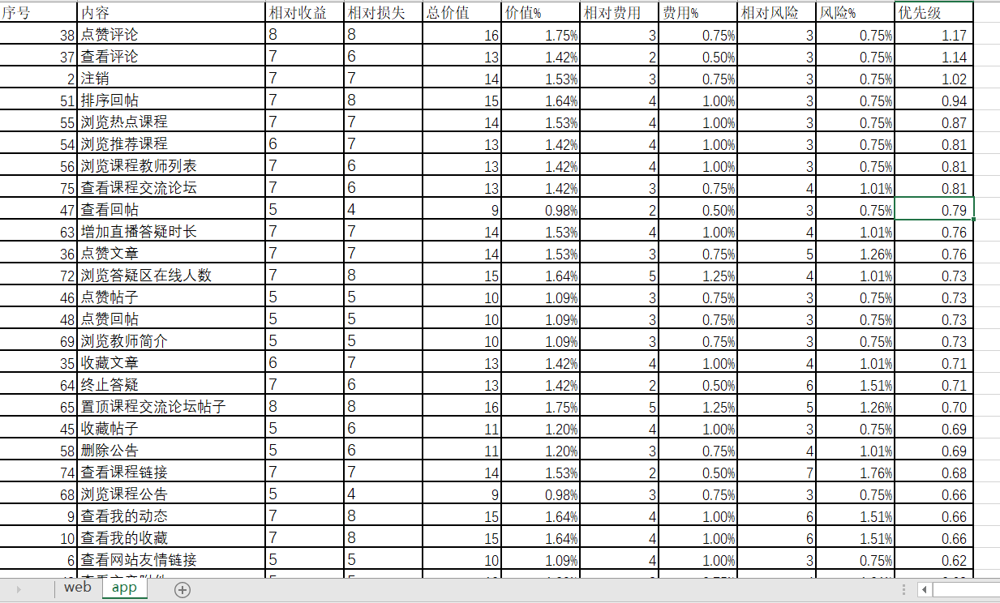 序号 内容 相对收益 相对损失 总价值 价值% 相对费用 费用% 相对风险 风险% 优先级
38 点赞评论 8 8 16 1.75% 3 0.75% 3 0.75% 1.17
37 查看评论 7 6 13 1.42% 2 0.50% 3 0.75% 1.14
2 注销 7 7 14 1.53% 3 0.75% 3 0.75% 1.02
51 排序回帖 7 8 15 1.64% 4 1.00% 3 0.75% 0.94
55 浏览热点课程 7 7 14 1.53% 4 1.00% 3 0.75% 0.87
54 浏览推荐课程 6 7 13 1.42% 4 1.00% 3 0.75% 0.81
56 浏览课程教师列表 7 6 13 1.42% 4 1.00% 3 0.75% 0.81
75 查看课程交流论坛 7 6 13 1.42% 3 0.75% 4 1.01% 0.81
47 查看回帖 5 4 9 0.98% 2 0.50% 3 0.75% 0.79
63 增加直播答疑时长 7 7 14 1.53% 4 1.00% 4 1.01% 0.76
36 点赞文章 7 7 14 1.53% 3 0.75% 5 1.26% 0.76
72 浏览答疑区在线人数 7 8 15 1.64% 5 1.25% 4 1.01% 0.73
46 点赞帖子 5 5 10 1.09% 3 0.75% 3 0.75% 0.73
48 点赞回帖 5 5 10 1.09% 3 0.75% 3 0.75% 0.73
69 浏览教师简介 5 5 10 1.09% 3 0.75% 3 0.75% 0.73
35 收藏文章 6 7 13 1.42% 4 1.00% 4 1.01% 0.71
64 终止答疑 7 6 13 1.42% 2 0.50% 6 1.51% 0.71
65 置顶课程交流论坛帖子 8 8 16 1.75% 5 1.25% 5 1.26% 0.70
45 收藏帖子 5 6 11 1.20% 4 1.00% 3 0.75% 0.69
58 删除公告 5 6 11 1.20% 3 0.75% 4 1.01% 0.69
74 查看课程链接 7 7 14 1.53% 2 0.50% 7 1.76% 0.68
68 浏览课程公告 5 4 9 0.98% 3 0.75% 3 0.75% 0.66
9 查看我的动态 7 8 15 1.64% 4 1.00% 6 1.51% 0.66
10 查看我的收藏 7 8 15 1.64% 4 1.00% 6 1.51% 0.66
6 查看网站友情链接 5 5 10 1.09% 4 1.00% 3 0.75% 0.62
web app